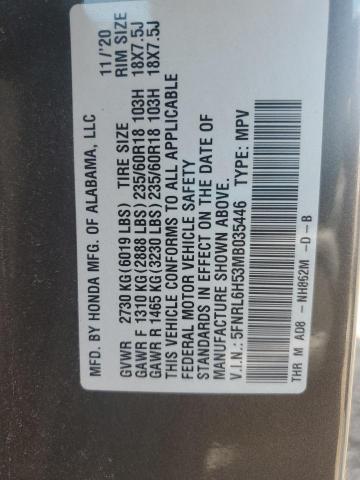 MFD. BY HONDA MFG. OF ALABAMA, LLC 11/'20
GVWR 2730 KG(6019 LBS) TIRE SIZE RIM SIZE
GAWR F 1310 KG(2888 LBS) 235/60R18 103H 18X7.5J
GAWR R 1465 KG(3230 LBS) 235/60R18 103H 18X7.5J
THIS VEHICLE CONFORMS TO ALL APPLICABLE
FEDERAL MOTOR VEHICLE SAFETY
STANDARDS IN EFFECT ON THE DATE OF
MANUFACTURE SHOWN ABOVE.
V.I.N.: 5FNRL6H53MB035446 TYPE: MPV
THR M AD8 - NH862M -D-B